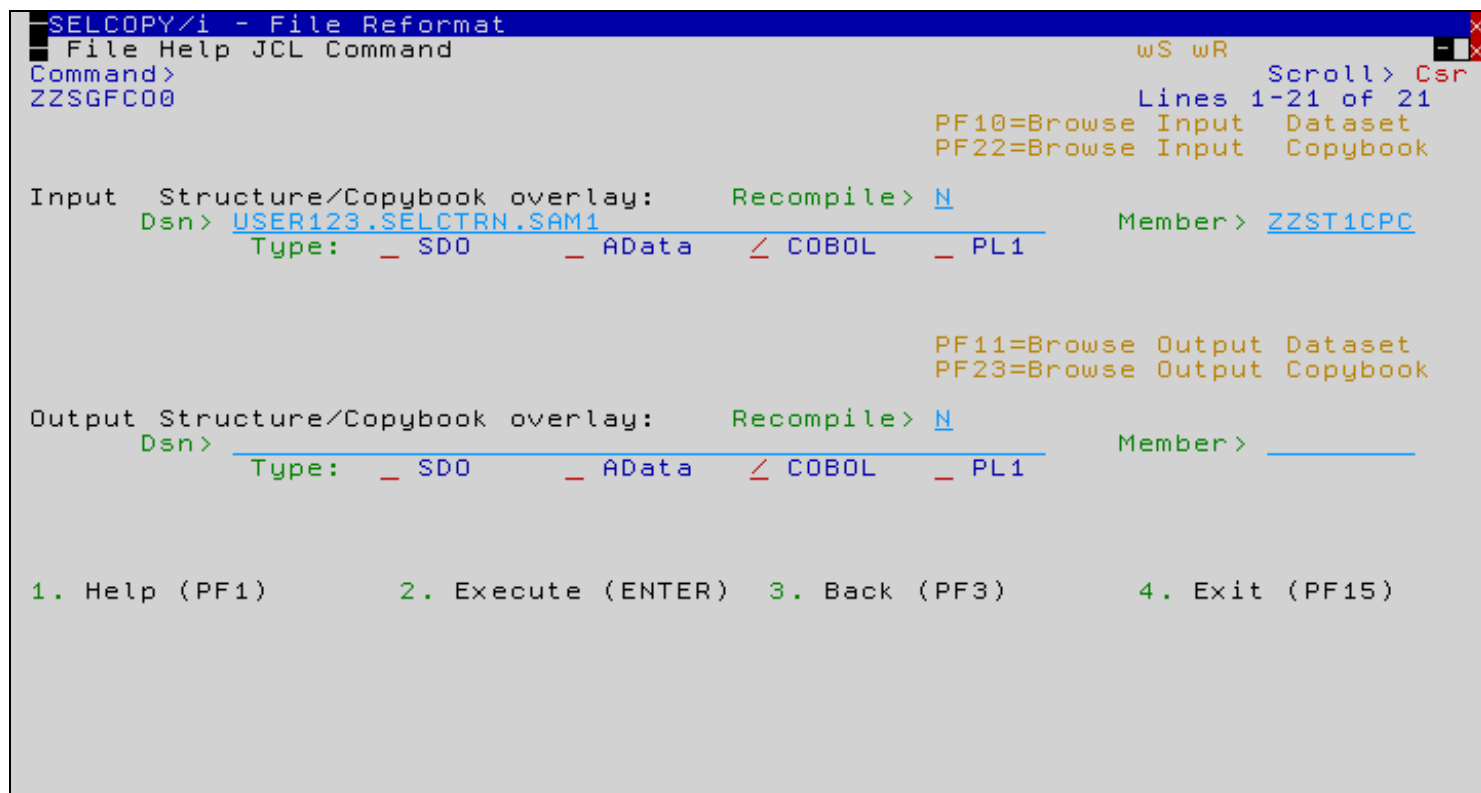 SELCOPY/i - File Reformat
File Help JCL Command wS wR
Command> Scroll> Csr
ZZSGFCO0 Lines 1-21 of 21
PF10=Browse Input Dataset
PF22=Browse Input Copybook
Input Structure/Copybook overlay: Recompile> N
Dsn> USER123.SELCTRN.SAM1 Member> ZZST1CPC
Type: _ SDO _ AData / COBOL _ PL1
PF11=Browse Output Dataset
PF23=Browse Output Copybook
Output Structure/Copybook overlay: Recompile> N
Dsn> Member>
Type: _ SDO _ AData / COBOL _ PL1
1. Help (PF1) 2. Execute (ENTER) 3. Back (PF3) 4. Exit (PF15)